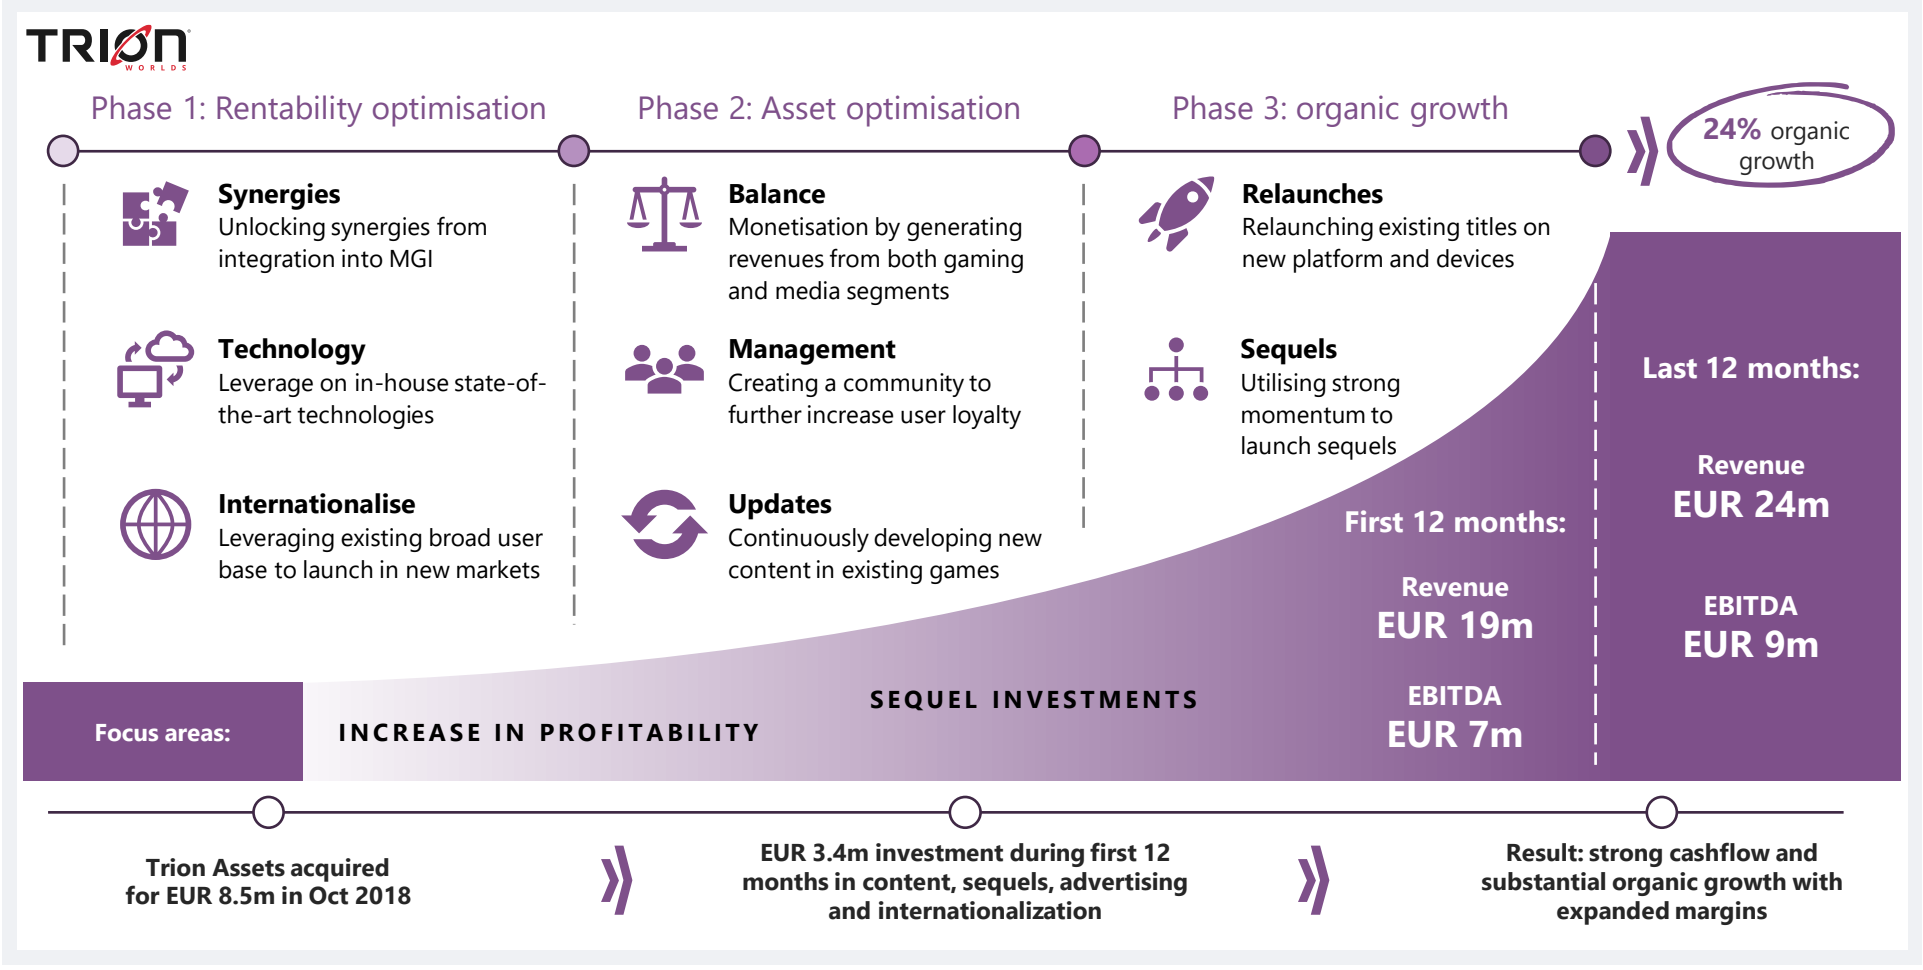 TRION
WORLDS
Phase 1: Rentability optimisation
Phase 2: Asset optimisation
Phase 3: organic growth
24% organic
growth
Synergies
Unlocking synergies from
integration into MGI
Technology
Leverage on in-house state-of-
the-art technologies
Internationalise
Leveraging existing broad user
base to launch in new markets
Balance
Monetisation by generating
revenues from both gaming
and media segments
Management
Creating a community to
further increase user loyalty
Updates
Continuously developing new
content in existing games
Relaunches
Relaunching existing titles on
new platform and devices
Sequels
Utilising strong
momentum to
launch sequels
First 12 months:
Revenue
EUR 19m
EBITDA
EUR 7m
Last 12 months:
Revenue
EUR 24m
EBITDA
EUR 9m
Focus areas:
INCREASE IN PROFITABILITY
SEQUEL INVESTMENTS
Trion Assets acquired
for EUR 8.5m in Oct 2018
EUR 3.4m investment during first 12
months in content, sequels, advertising
and internationalization
Result: strong cashflow and
substantial organic growth with
expanded margins